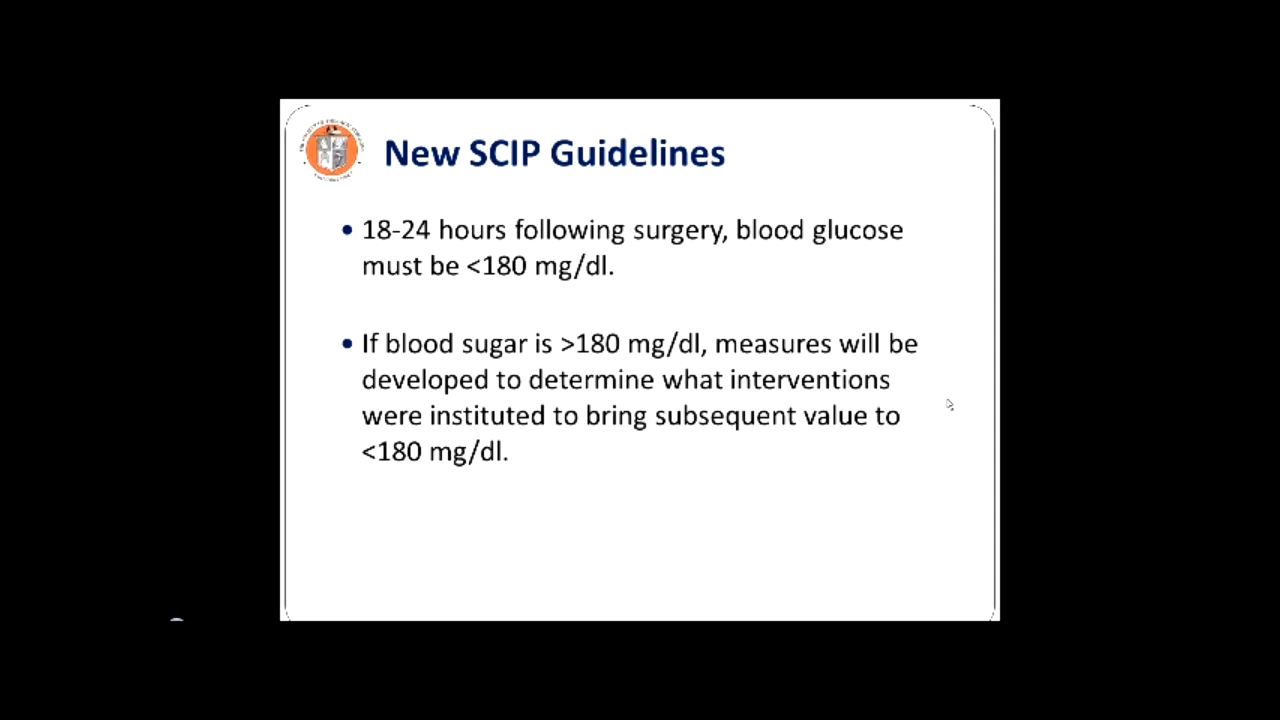 New SCIP Guidelines
• 18-24 hours following surgery, blood glucose
must be <180 mg/dl.
• If blood sugar is >180 mg/dl, measures will be
developed to determine what interventions
were instituted to bring subsequent value to
<180 mg/dl.